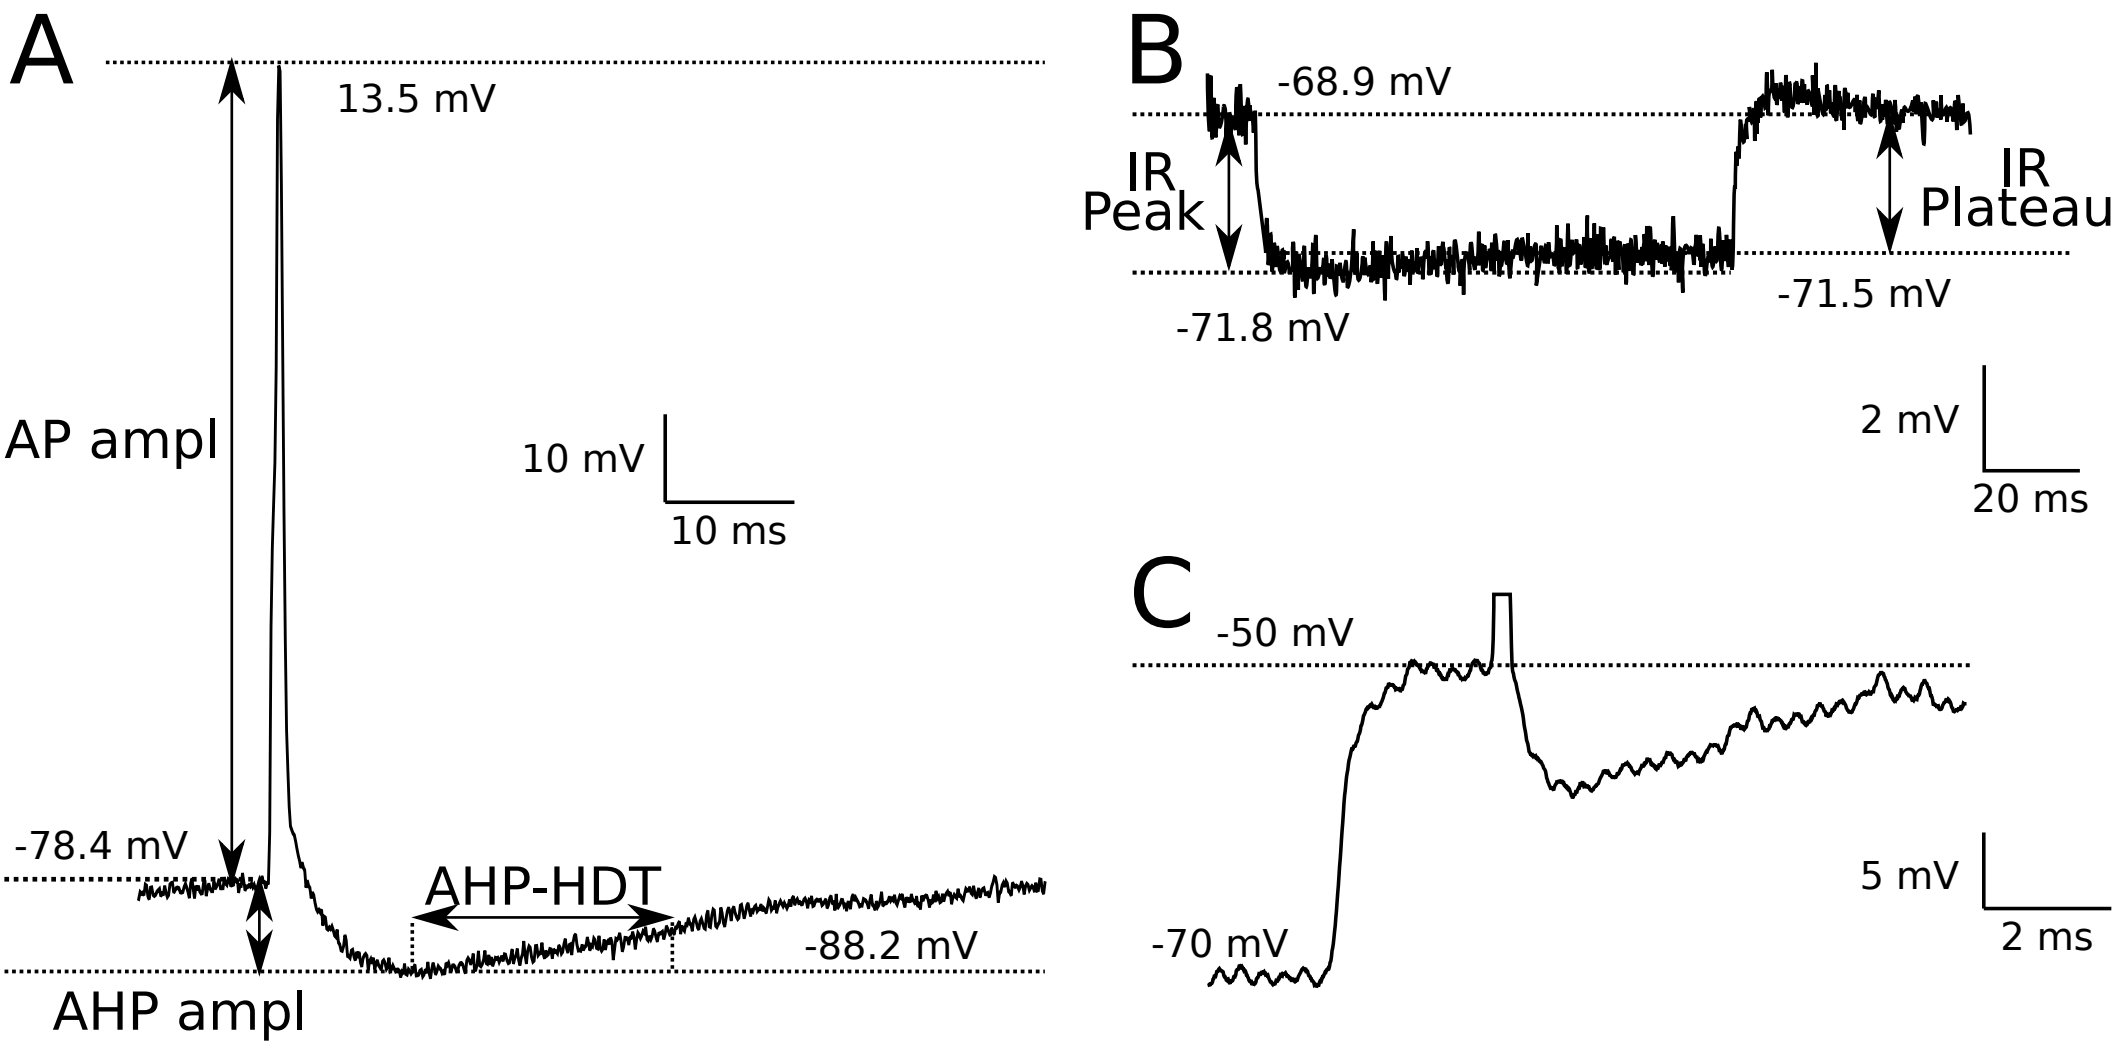 A
13.5 mV
AP ampl
10 mV
10 ms
-78.4 mV
AHP-HDT
-88.2 mV
AHP ampl
B
-68.9 mV
IR
Peak
IR
Plateau
-71.5 mV
-71.8 mV
2 mV
20 ms
C
-50 mV
5 mV
2 ms
-70 mV